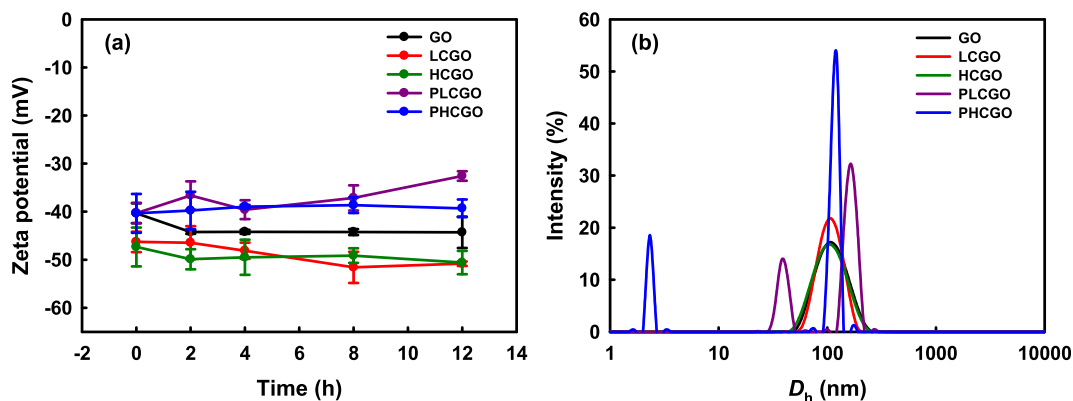 (a)
GO
LCGO
HCGO
PLCGO
PHCGO
Zeta potential (mV)
0
-10
-20
-30
-40
-50
-60
-2 0 2 4 6 8 10 12 14
Time (h)
(b)
GO
LCGO
HCGO
PLCGO
PHCGO
Intensity (%)
60
50
40
30
20
10
0
1 10 100 1000 10000
Dh (nm)